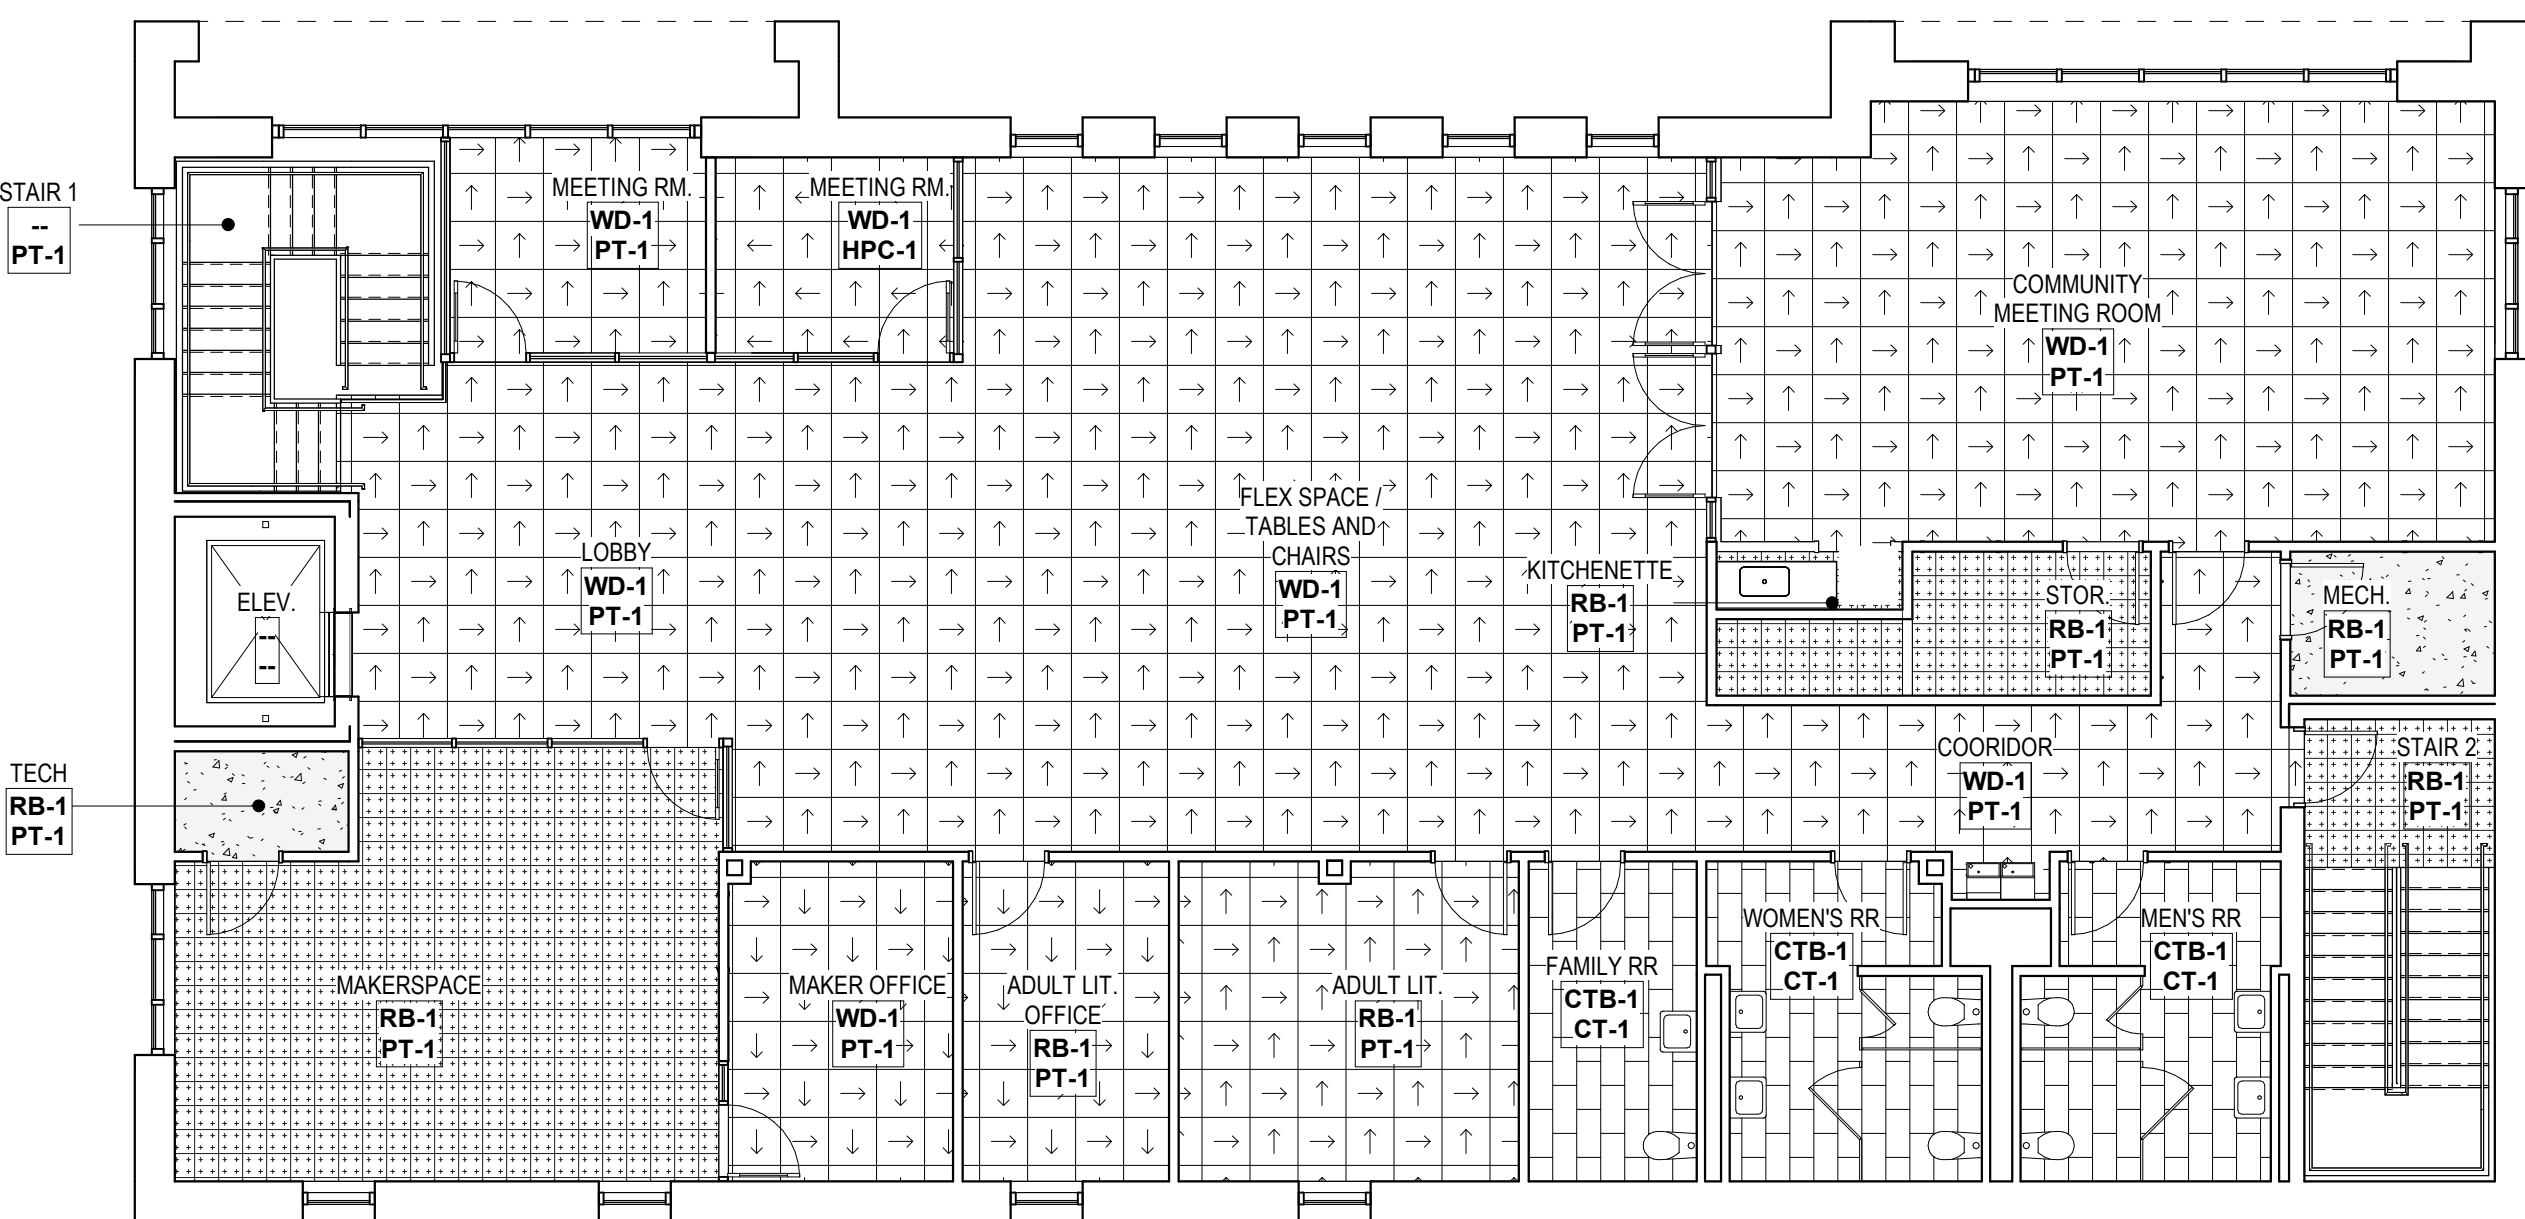 STAIR 1
--
PT-1
MEETING RM.
WD-1
PT-1
MEETING RM.
WD-1
HPC-1
COMMUNITY
MEETING ROOM
WD-1
PT-1
FLEX SPACE /
TABLES AND
CHAIRS
WD-1
PT-1
LOBBY
WD-1
PT-1
KITCHENETTE
RB-1
PT-1
ELEV.
--
--
STOR.
RB-1
PT-1
MECH.
RB-1
PT-1
TECH
RB-1
PT-1
COORIDOR
WD-1
PT-1
STAIR 2
RB-1
PT-1
MAKERSPACE
RB-1
PT-1
MAKER OFFICE
WD-1
PT-1
ADULT LIT.
OFFICE
RB-1
PT-1
ADULT LIT.
RB-1
PT-1
FAMILY RR
CTB-1
CT-1
WOMEN'S RR
CTB-1
CT-1
MEN'S RR
CTB-1
CT-1